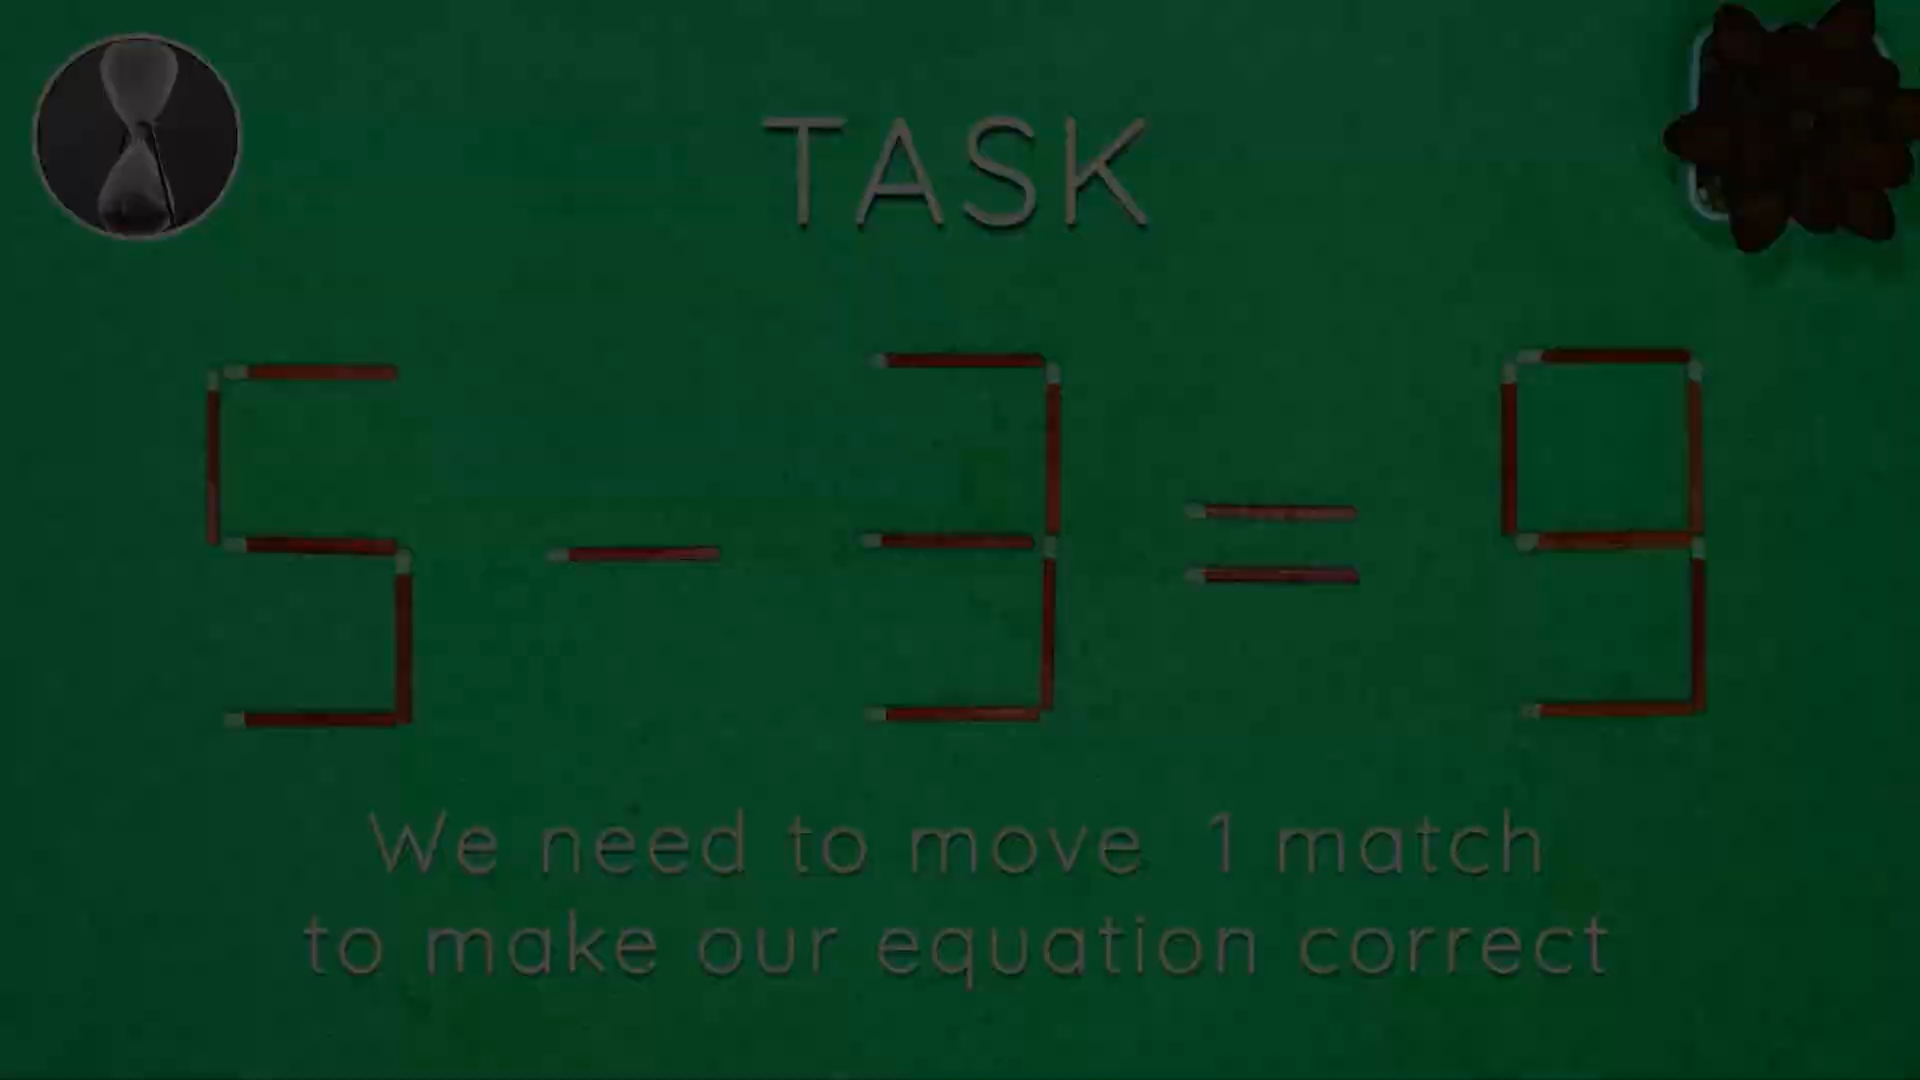 TASK
5 - 3 = 9
We need to move 1 match
to make our equation correct